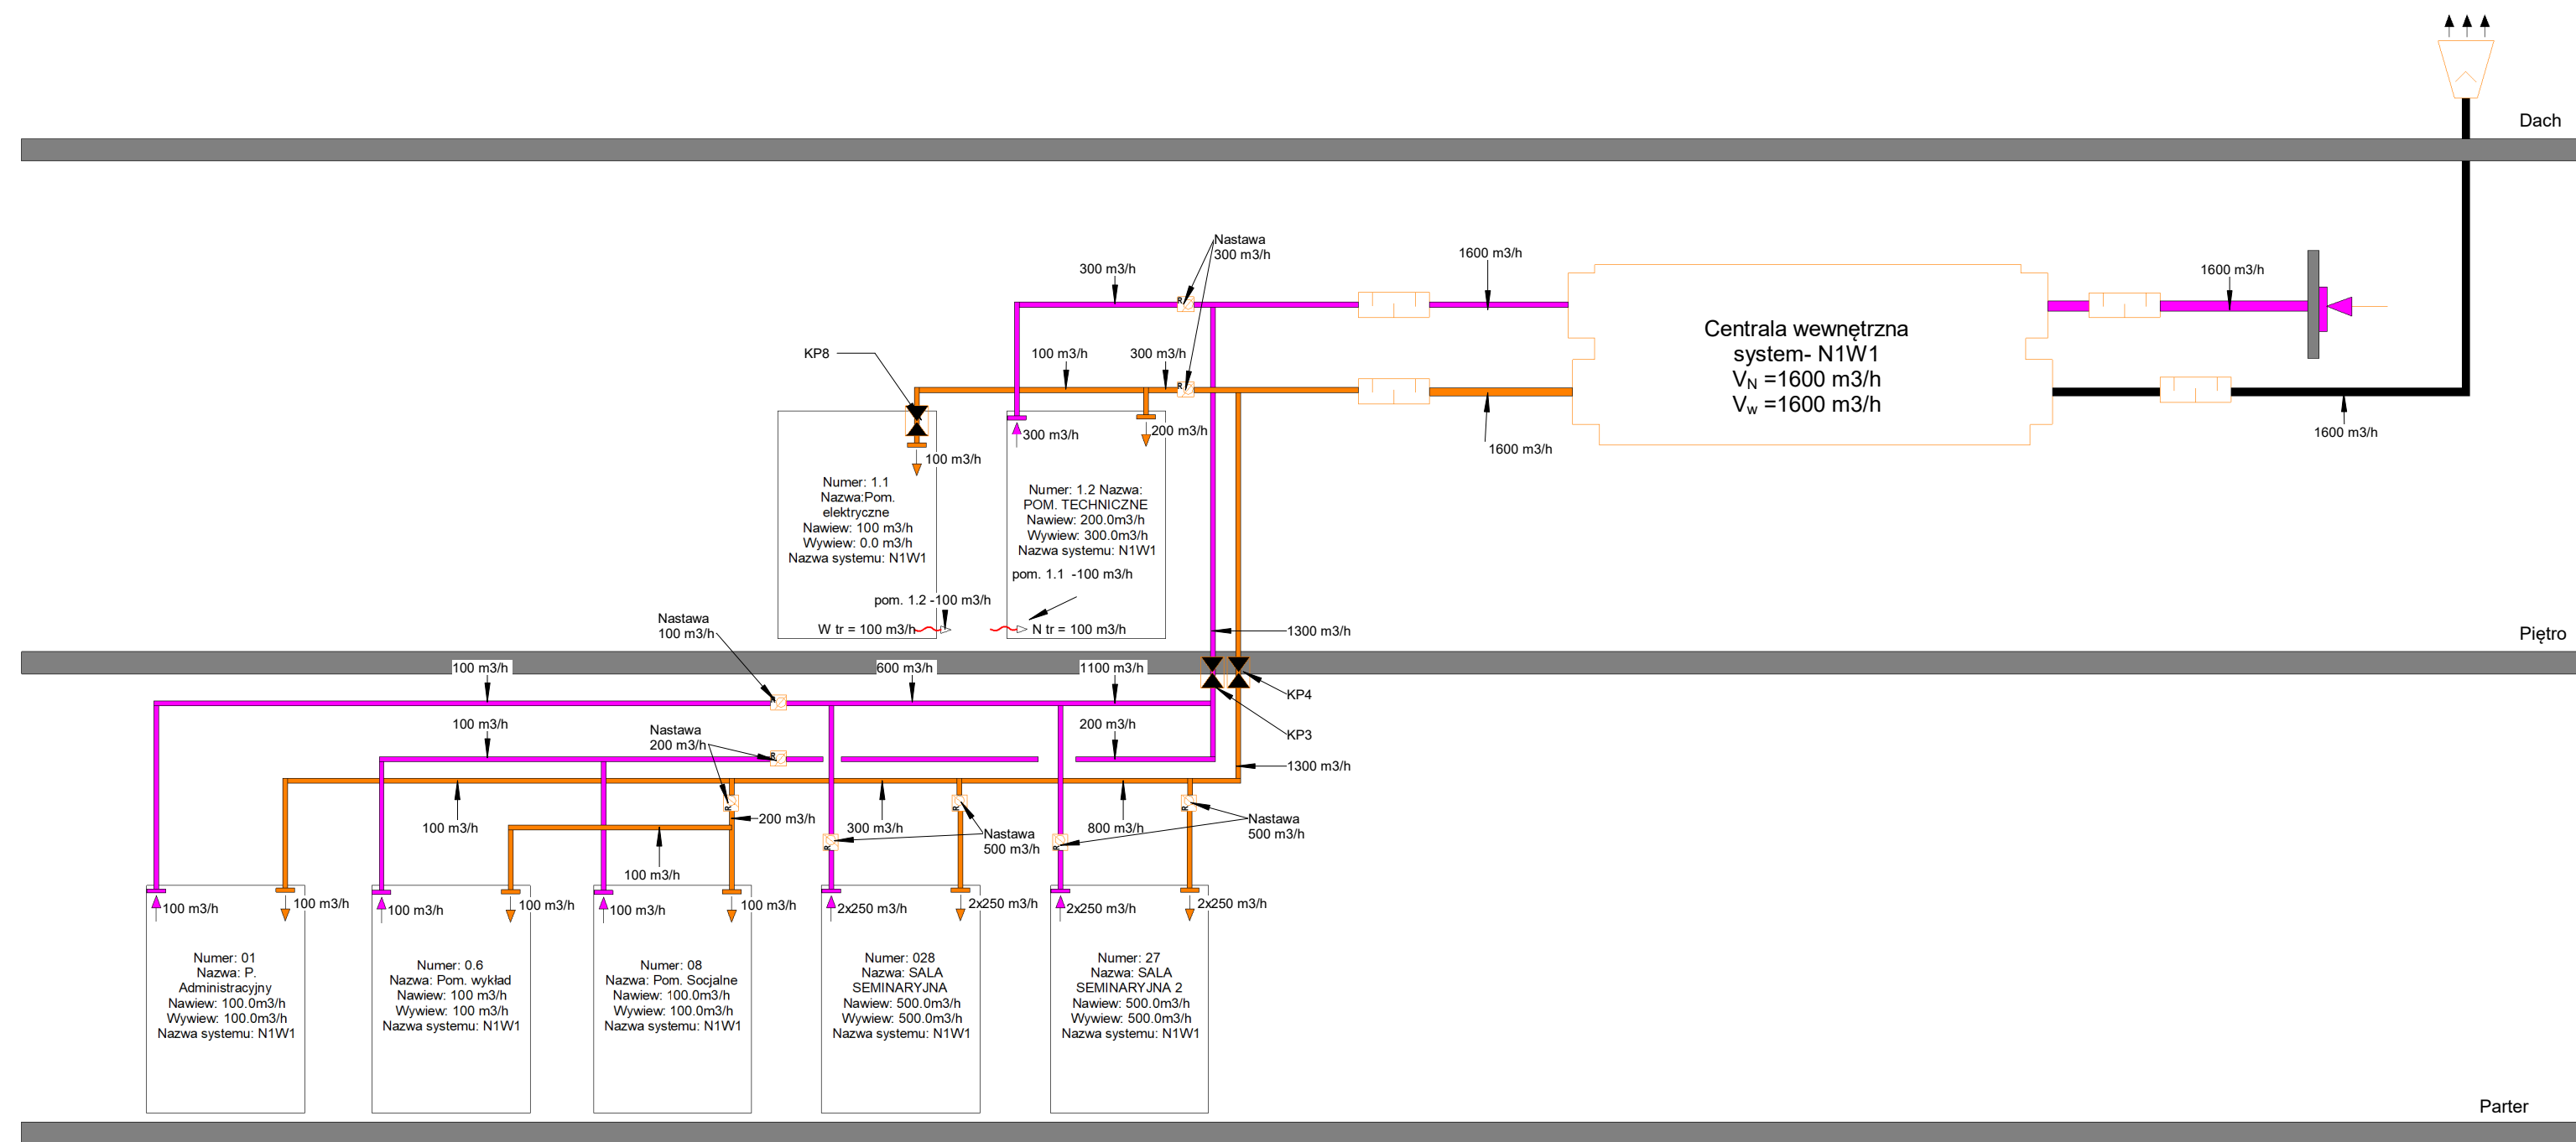 Dach
Nastawa
300 m3/h
1600 m3/h
300 m3/h
1600 m3/h
Centrala wewnętrzna
system- N1W1
VN =1600 m3/h
Vw =1600 m3/h
KP8
100 m3/h
300 m3/h
300 m3/h
200 m3/h
1600 m3/h
1600 m3/h
100 m3/h
Numer: 1.1
Nazwa:Pom.
elektryczne
Nawiew: 100 m3/h
Wywiew: 0.0 m3/h
Nazwa systemu: N1W1
pom. 1.2 -100 m3/h
W tr = 100 m3/h
Numer: 1.2 Nazwa:
POM. TECHNICZNE
Nawiew: 200.0m3/h
Wywiew: 300.0m3/h
Nazwa systemu: N1W1
pom. 1.1 -100 m3/h
N tr = 100 m3/h
1300 m3/h
Piętro
Nastawa
100 m3/h
100 m3/h
600 m3/h
1100 m3/h
KP4
KP3
100 m3/h
Nastawa
200 m3/h
200 m3/h
1300 m3/h
100 m3/h
200 m3/h
300 m3/h
Nastawa
500 m3/h
800 m3/h
Nastawa
500 m3/h
100 m3/h
100 m3/h
100 m3/h
100 m3/h
100 m3/h
100 m3/h
100 m3/h
2x250 m3/h
2x250 m3/h
2x250 m3/h
2x250 m3/h
R
R
R
R
R
R
R
R
Numer: 01
Nazwa: P.
Administracyjny
Nawiew: 100.0m3/h
Wywiew: 100.0m3/h
Nazwa systemu: N1W1
Numer: 0.6
Nazwa: Pom. wykład
Nawiew: 100 m3/h
Wywiew: 100 m3/h
Nazwa systemu: N1W1
Numer: 08
Nazwa: Pom. Socjalne
Nawiew: 100.0m3/h
Wywiew: 100.0m3/h
Nazwa systemu: N1W1
Numer: 028
Nazwa: SALA
SEMINARYJNA
Nawiew: 500.0m3/h
Wywiew: 500.0m3/h
Nazwa systemu: N1W1
Numer: 27
Nazwa: SALA
SEMINARYJNA 2
Nawiew: 500.0m3/h
Wywiew: 500.0m3/h
Nazwa systemu: N1W1
Parter